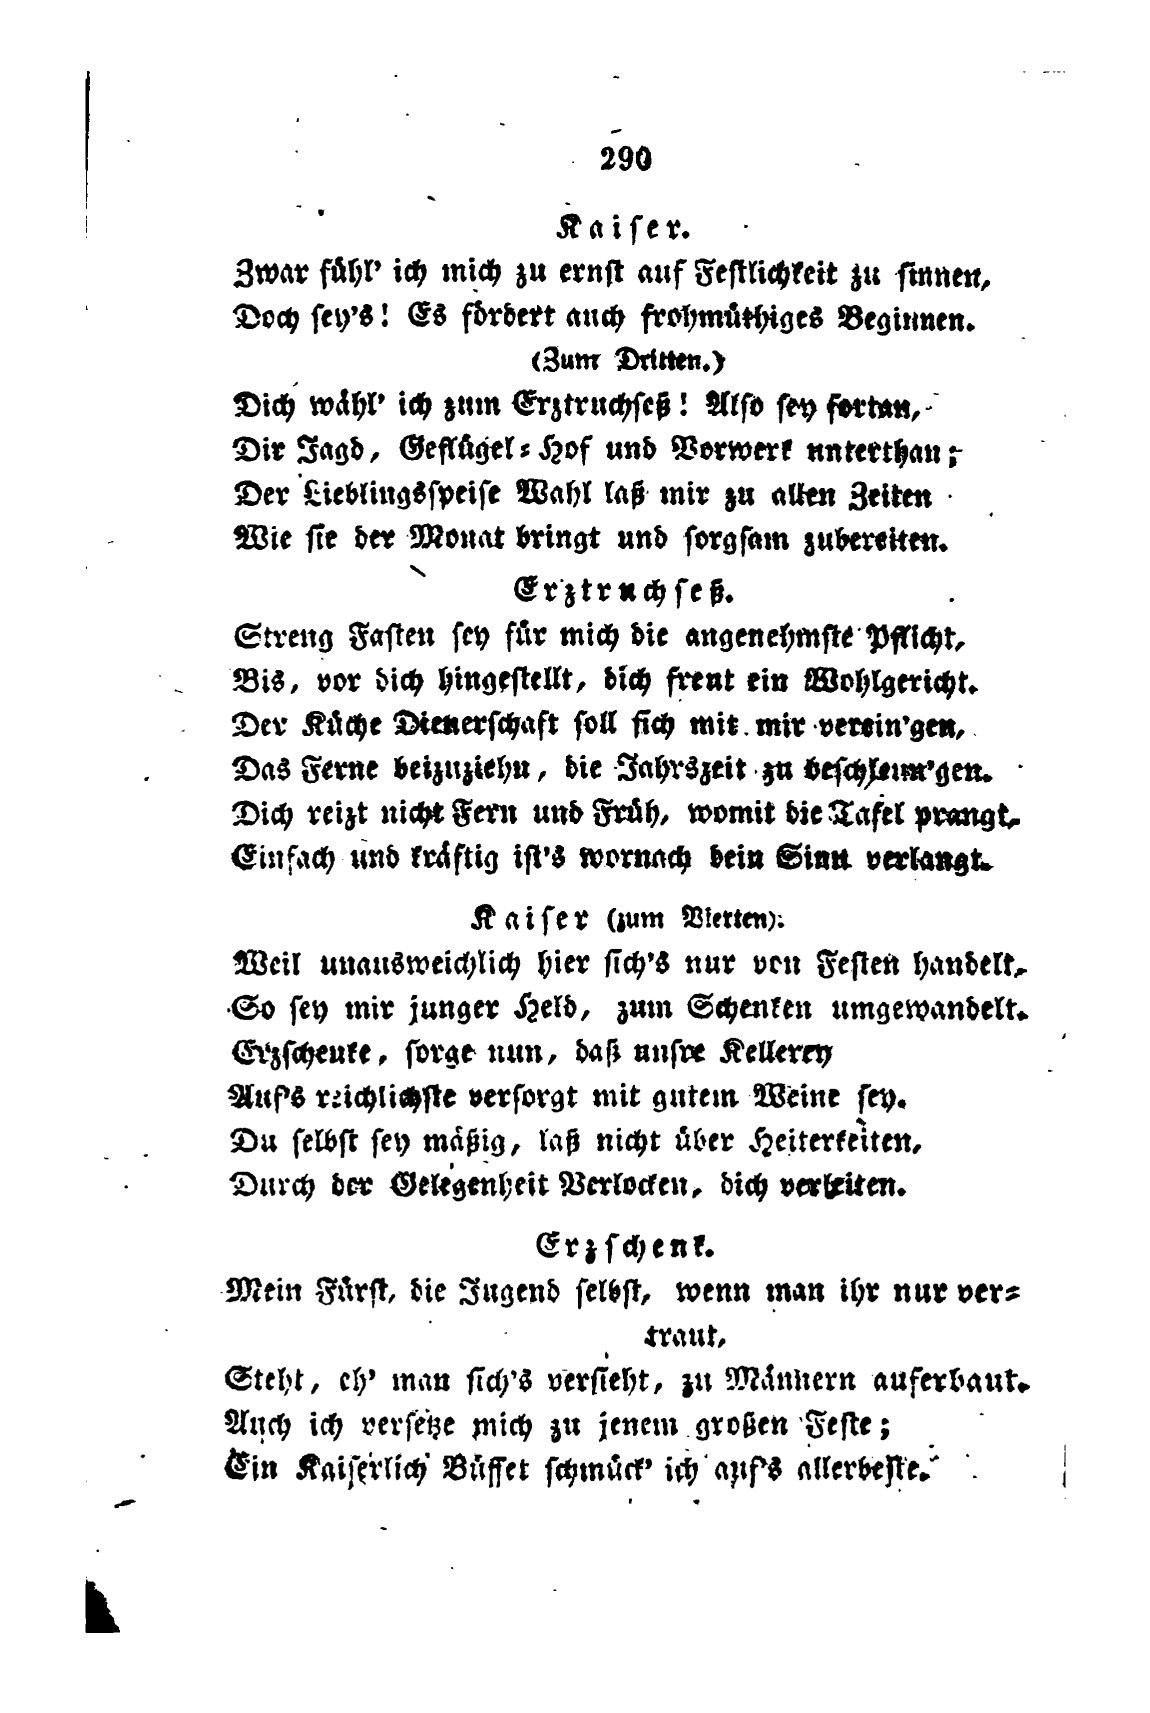 290
Kaiser.
Zwar fühl' ich mich zu ernst auf Festlichkeit zu sinnen,
Doch sey's! Es fördert auch frohmüthiges Beginnen.
(Zum Dritten.)
Dich wähl' ich zum Erztruchseß! Also sey fortan,
Dir Jagd, Geflügel-Hof und Vorwerk unterthan;
Der Lieblingsspeise Wahl laß mir zu allen Zeiten
Wie sie der Monat bringt und sorgsam zubereiten.
Erztruchseß.
Streng Fasten sey für mich die angenehmste Pflicht,
Bis, vor dich hingestellt, dich freut ein Wohlgericht.
Der Küche Dienerschaft soll sich mit mir verein'gen,
Das Ferne beizuziehn, die Jahrszeit zu beschleun'gen.
Dich reizt nicht Fern und Früh, womit die Tafel prangt,
Einfach und kräftig ist's wornach dein Sinn verlangt.
Kaiser (zum Vierten).
Weil unausweichlich hier sich's nur von Festen handelt,
So sey mir junger Held, zum Schenken umgewandelt.
Erzschenke, sorge nun, daß unsre Kellerey
Auf's reichlichste versorgt mit gutem Weine sey.
Du selbst sey mäßig, laß nicht über Heiterkeiten,
Durch der Gelegenheit Verlocken, dich verleiten.
Erzschenk.
Mein Fürst, die Jugend selbst, wenn man ihr nur ver-
traut,
Steht, eh' man sich's versieht, zu Männern auferbaut.
Auch ich versetze mich zu jenem großen Feste;
Ein Kaiserlich Büffet schmück' ich auf's allerbeste.